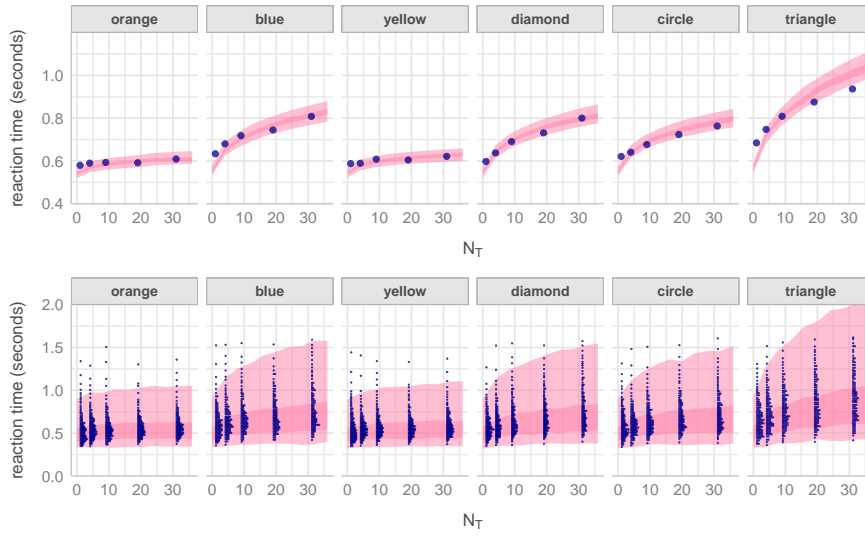 orange blue yellow diamond circle triangle
reaction time (seconds)
1.0
0.8
0.6
0.4
0 10 20 30 0 10 20 30 0 10 20 30 0 10 20 30 0 10 20 30 0 10 20 30
N_T
orange blue yellow diamond circle triangle
reaction time (seconds)
2.0
1.5
1.0
0.5
0.0
0 10 20 30 0 10 20 30 0 10 20 30 0 10 20 30 0 10 20 30 0 10 20 30
N_T